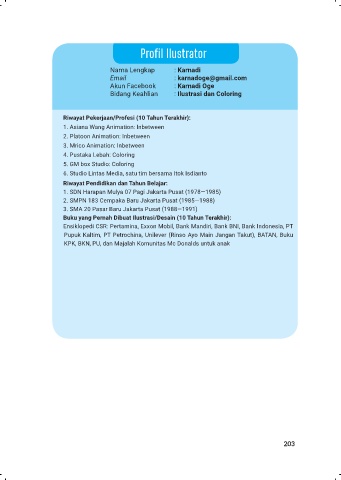 Profil Ilustrator
Nama Lengkap : Karnadi
Email : karnadoge@gmail.com
Akun Facebook : Karnadi Oge
Bidang Keahlian : Ilustrasi dan Coloring
Riwayat Pekerjaan/Profesi (10 Tahun Terakhir):
1. Asiana Wang Animation: Inbetween
2. Platoon Animation: Inbetween
3. Mrico Animation: Inbetween
4. Pustaka Lebah: Coloring
5. GM box Studio: Coloring
6. Studio Lintas Media, satu tim bersama Itok Isdianto
Riwayat Pendidikan dan Tahun Belajar:
1. SDN Harapan Mulya 07 Pagi Jakarta Pusat (1978—1985)
2. SMPN 183 Cempaka Baru Jakarta Pusat (1985—1988)
3. SMA 20 Pasar Baru Jakarta Pusat (1988—1991)
Buku yang Pernah Dibuat Ilustrasi/Desain (10 Tahun Terakhir):
Ensiklopedi CSR: Pertamina, Exxon Mobil, Bank Mandiri, Bank BNI, Bank Indonesia, PT
Pupuk Kaltim, PT Petrochina, Unilever (Rinso Ayo Main Jangan Takut), BATAN, Buku
KPK, BKN, PU, dan Majalah Komunitas Mc Donalds untuk anak
203